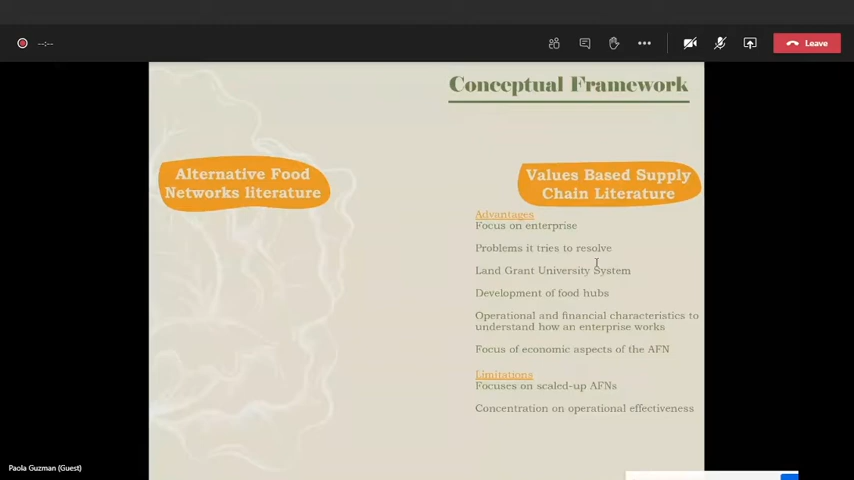 --:--
Leave
Conceptual Framework
Alternative Food
Networks literature
Values Based Supply
Chain Literature
Advantages
Focus on enterprise
Problems it tries to resolve
Land Grant University System
Development of food hubs
Operational and financial characteristics to
understand how an enterprise works
Focus of economic aspects of the AFN
Limitations
Focuses on scaled-up AFNs
Concentration on operational effectiveness
Paola Guzman (Guest)